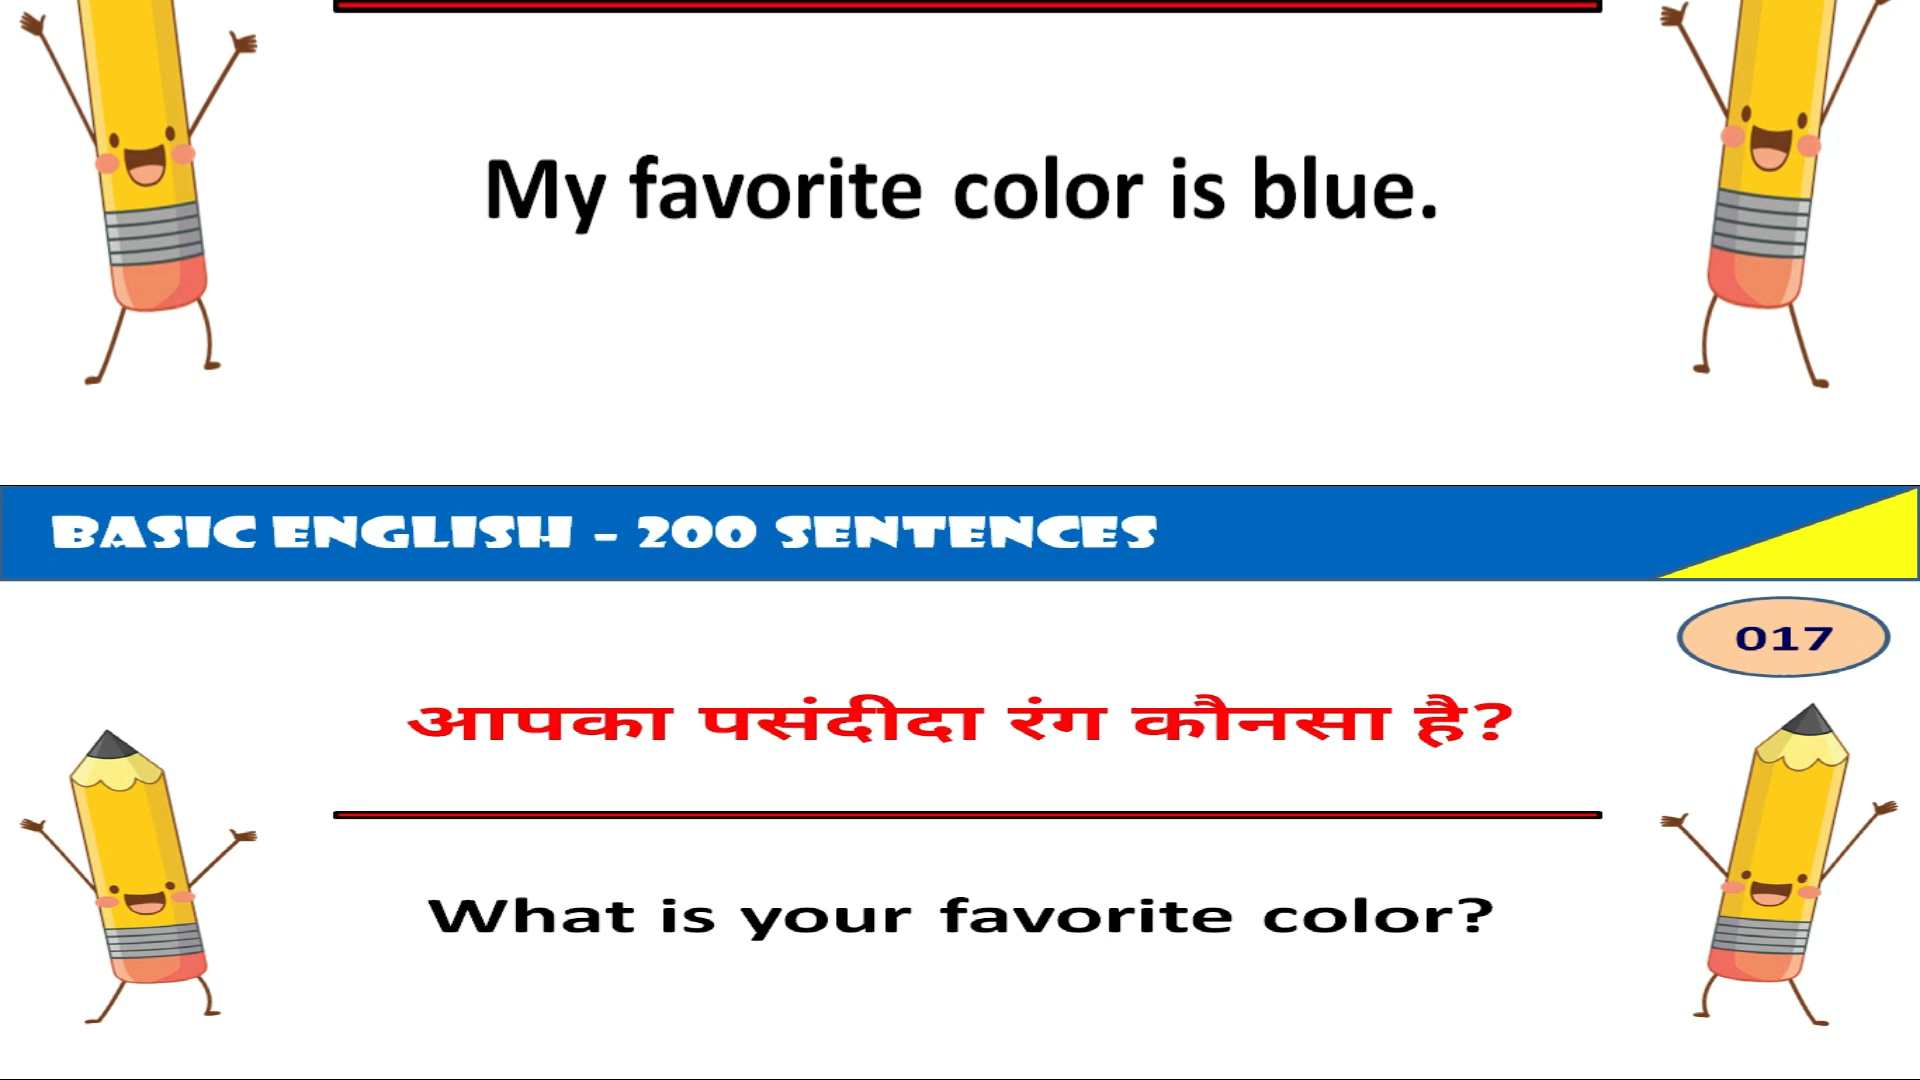 My favorite color is blue.
BASIC ENGLISH - 200 SENTENCES
017
आपका पसंदीदा रंग कौनसा है?
What is your favorite color?